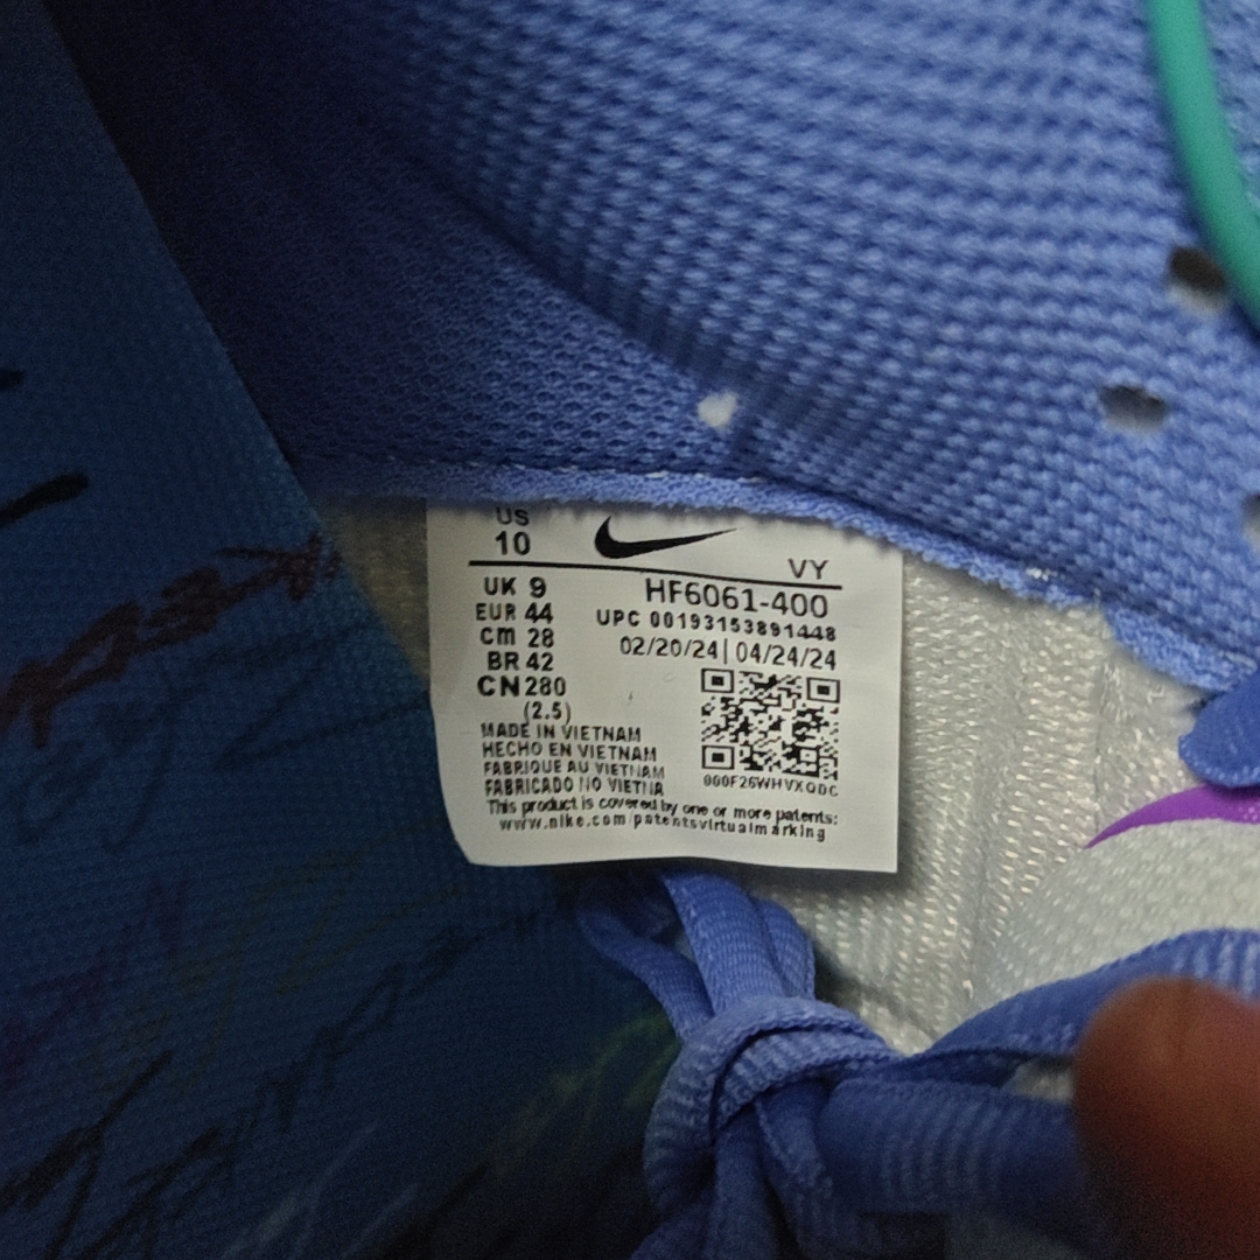 US
10
VY
UK 9
HF6061-400
EUR 44
UPC 00193153891448
Cm 28
02/20/24| 04/24/24
BR 42
CN 280
(2.5)
MADE IN VIETNAM
HECHO EN VIETNAM
FABRIQUE AU VIETNAM
FABRICADO NO VIETNA
000F26WHVXQDC
This product is covered by one or more patents:
www.nike.com/patentsvirtualmarking